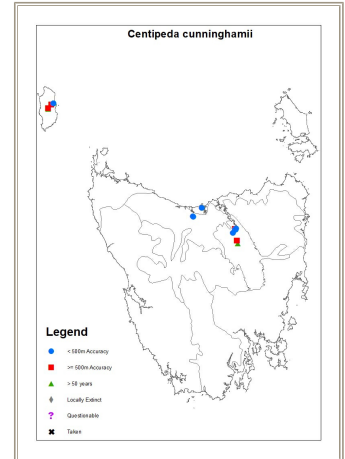 Centipeda cunninghamii
Legend
< 500m Accuracy
>= 500m Accuracy
> 50 years
Locally Extinct
? Questionable
Taken